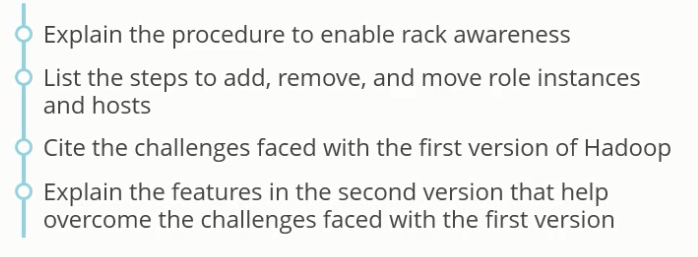 Explain the procedure to enable rack awareness
List the steps to add, remove, and move role instances
and hosts
Cite the challenges faced with the first version of Hadoop
Explain the features in the second version that help
overcome the challenges faced with the first version